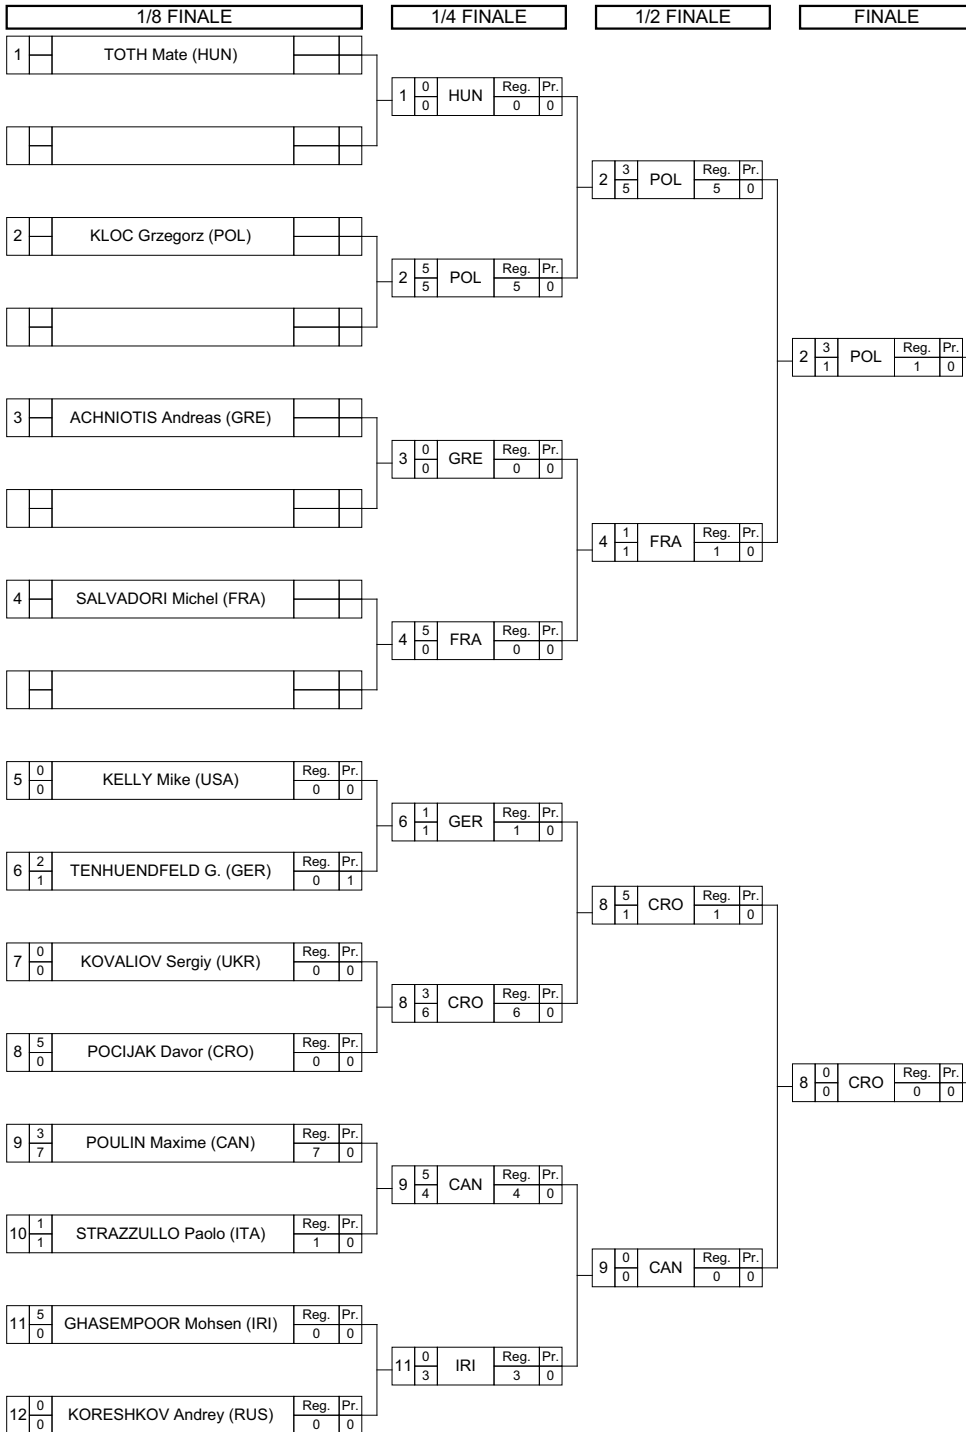 1/8 FINALE 1/4 FINALE 1/2 FINALE FINALE
1 TOTH Mate (HUN)
1 0 HUN Reg. Pr.
0 0 0
2 3 POL Reg. Pr.
5 5 0
2 KLOC Grzegorz (POL)
2 5 POL Reg. Pr.
5 5 0
2 3 POL Reg. Pr.
1 1 0
3 ACHNIOTIS Andreas (GRE)
3 0 GRE Reg. Pr.
0 0 0
4 1 FRA Reg. Pr.
1 1 0
4 SALVADORI Michel (FRA)
4 5 FRA Reg. Pr.
0 0 0
5 0 KELLY Mike (USA) Reg. Pr.
0 0 0
6 1 GER Reg. Pr.
1 1 0
6 2 TENHUENDFELD G. (GER) Reg. Pr.
1 0 1
8 5 CRO Reg. Pr.
1 1 0
7 0 KOVALIOV Sergiy (UKR) Reg. Pr.
0 0 0
8 3 CRO Reg. Pr.
6 6 0
8 5 POCIJAK Davor (CRO) Reg. Pr.
0 0 0
8 0 CRO Reg. Pr.
0 0 0
9 3 POULIN Maxime (CAN) Reg. Pr.
7 7 0
9 5 CAN Reg. Pr.
4 4 0
10 1 STRAZZULLO Paolo (ITA) Reg. Pr.
1 1 0
9 0 CAN Reg. Pr.
0 0 0
11 5 GHASEMPOOR Mohsen (IRI) Reg. Pr.
0 0 0
11 0 IRI Reg. Pr.
3 3 0
12 0 KORESHKOV Andrey (RUS) Reg. Pr.
0 0 0